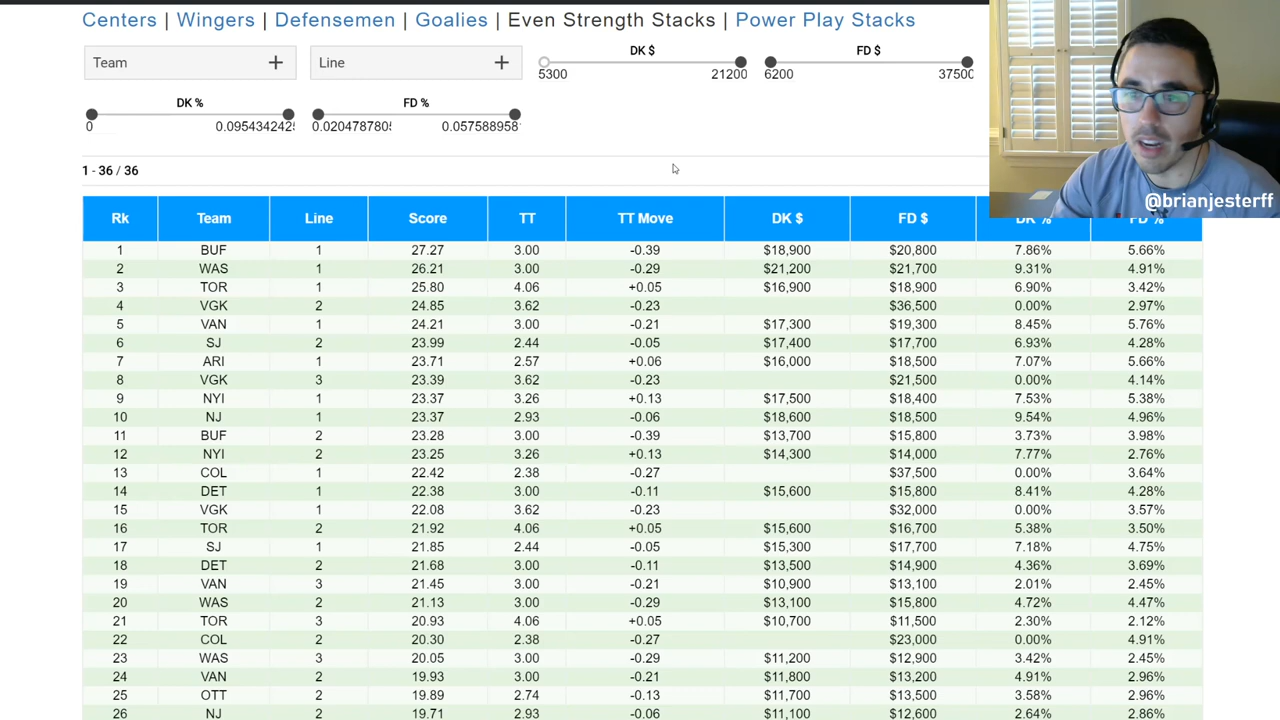 Centers | Wingers | Defensemen | Goalies | Even Strength Stacks | Power Play Stacks
Team + Line + DK $ FD $
5300 21200 6200 37500
DK % FD %
0 0.095434242 0.0204787805 0.057588958
1 - 36 / 36
@brianjesterff
Rk Team Line Score TT TT Move DK $ FD $ DK % FD %
1 BUF 1 27.27 3.00 -0.39 $18,900 $20,800 7.86% 5.66%
2 WAS 1 26.21 3.00 -0.29 $21,200 $21,700 9.31% 4.91%
3 TOR 1 25.80 4.06 +0.05 $16,900 $18,900 6.90% 3.42%
4 VGK 2 24.85 3.62 -0.23 $36,500 0.00% 2.97%
5 VAN 1 24.21 3.00 -0.21 $17,300 $19,300 8.45% 5.76%
6 SJ 2 23.99 2.44 -0.05 $17,400 $17,700 6.93% 4.28%
7 ARI 1 23.71 2.57 +0.06 $16,000 $18,500 7.07% 5.66%
8 VGK 3 23.39 3.62 -0.23 $21,500 0.00% 4.14%
9 NYI 1 23.37 3.26 +0.13 $17,500 $18,400 7.53% 5.38%
10 NJ 1 23.37 2.93 -0.06 $18,600 $18,500 9.54% 4.96%
11 BUF 2 23.28 3.00 -0.39 $13,700 $15,800 3.73% 3.98%
12 NYI 2 23.25 3.26 +0.13 $14,300 $14,000 7.77% 2.76%
13 COL 1 22.42 2.38 -0.27 $37,500 0.00% 3.64%
14 DET 1 22.38 3.00 -0.11 $15,600 $15,800 8.41% 4.28%
15 VGK 1 22.08 3.62 -0.23 $32,000 0.00% 3.57%
16 TOR 2 21.92 4.06 +0.05 $15,600 $16,700 5.38% 3.50%
17 SJ 1 21.85 2.44 -0.05 $15,300 $17,700 7.18% 4.75%
18 DET 2 21.68 3.00 -0.11 $13,500 $14,900 4.36% 3.69%
19 VAN 3 21.45 3.00 -0.21 $10,900 $13,100 2.01% 2.45%
20 WAS 2 21.13 3.00 -0.29 $13,100 $15,800 4.72% 4.47%
21 TOR 3 20.93 4.06 +0.05 $10,700 $11,500 2.30% 2.12%
22 COL 2 20.30 2.38 -0.27 $23,000 0.00% 4.91%
23 WAS 3 20.05 3.00 -0.29 $11,200 $12,900 3.42% 2.45%
24 VAN 2 19.93 3.00 -0.21 $11,800 $13,200 4.91% 2.96%
25 OTT 2 19.89 2.74 -0.13 $11,700 $13,500 3.58% 2.96%
26 NJ 2 19.71 2.93 -0.06 $11,100 $12,600 2.64% 2.86%